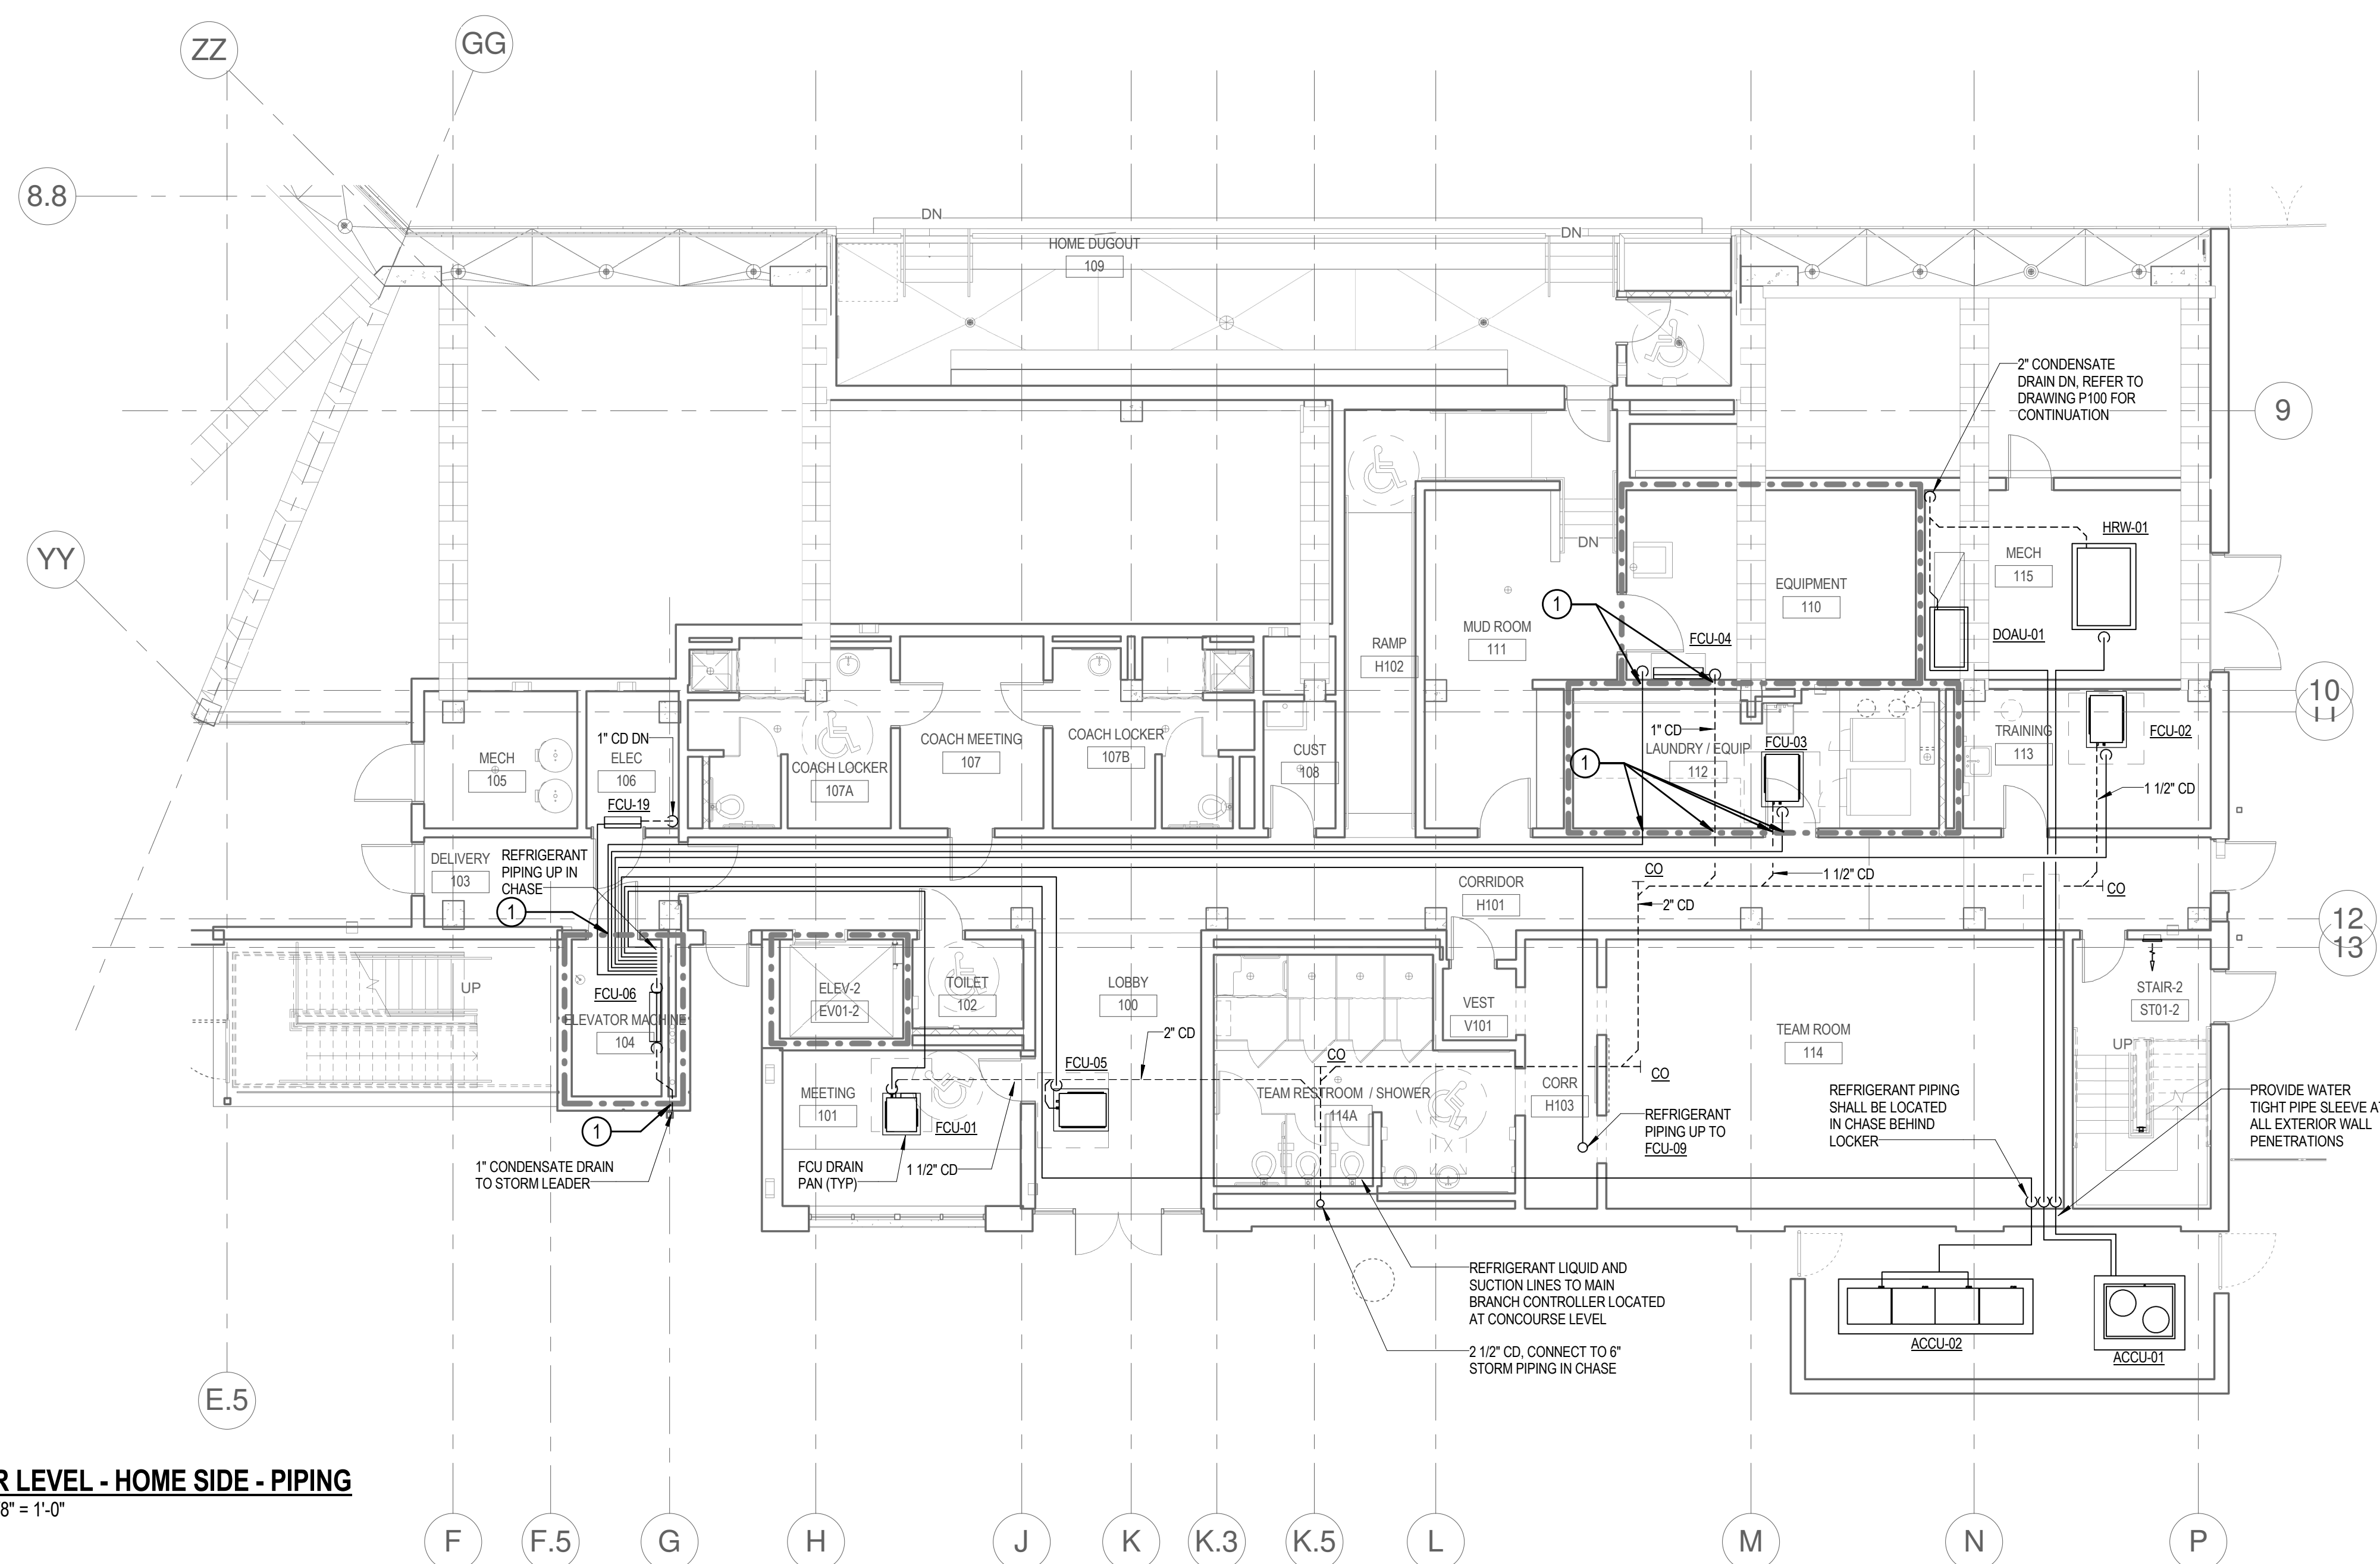 ZZ
GG
8.8
DN
HOME DUGOUT
109
DN
2" CONDENSATE
DRAIN DN, REFER TO
DRAWING P100 FOR
CONTINUATION
9
YY
DN
HRW-01
MECH
115
EQUIPMENT
110
1
MUD ROOM
111
RAMP
H102
FCU-04
DOAU-01
10
11
1" CD DN
MECH
105
ELEC
106
COACH LOCKER
107A
COACH MEETING
107
COACH LOCKER
107B
CUST
108
1" CD
LAUNDRY / EQUIP
112
FCU-03
1
TRAINING
113
FCU-02
1 1/2" CD
FCU-19
DELIVERY
103
REFRIGERANT
PIPING UP IN
CHASE
1
CORRIDOR
H101
CO
1 1/2" CD
CO
2" CD
12
13
UP
FCU-06
ELEVATOR MACHINE
104
ELEV-2
EV01-2
TOILET
102
LOBBY
100
VEST
V101
TEAM ROOM
114
STAIR-2
ST01-2
UP
2" CD
FCU-05
CO
CO
MEETING
101
FCU-01
TEAM RESTROOM / SHOWER
114A
CORR
H103
REFRIGERANT
PIPING UP TO
FCU-09
REFRIGERANT PIPING
SHALL BE LOCATED
IN CHASE BEHIND
LOCKER
PROVIDE WATER
TIGHT PIPE SLEEVE AT
ALL EXTERIOR WALL
PENETRATIONS
1
1" CONDENSATE DRAIN
TO STORM LEADER
FCU DRAIN
PAN (TYP)
1 1/2" CD
REFRIGERANT LIQUID AND
SUCTION LINES TO MAIN
BRANCH CONTROLLER LOCATED
AT CONCOURSE LEVEL
2 1/2" CD, CONNECT TO 6"
STORM PIPING IN CHASE
ACCU-02
ACCU-01
E.5
R LEVEL - HOME SIDE - PIPING
8" = 1'-0"
F
F.5
G
H
J
K
K.3
K.5
L
M
N
P